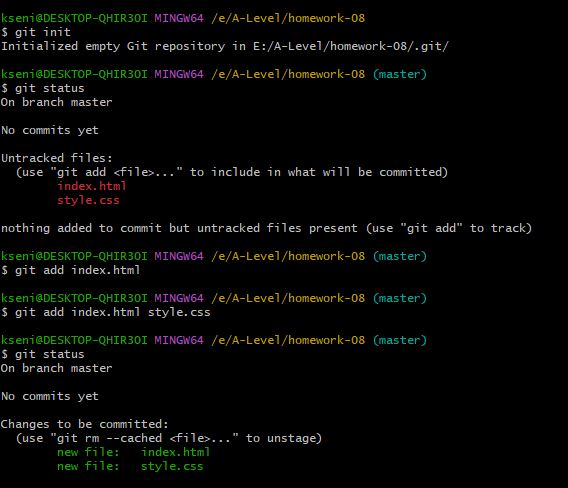 kseni@DESKTOP-QHIR3OI MINGW64 /e/A-Level/homework-08
$ git init
Initialized empty Git repository in E:/A-Level/homework-08/.git/
kseni@DESKTOP-QHIR3OI MINGW64 /e/A-Level/homework-08 (master)
$ git status
On branch master
No commits yet
Untracked files:
  (use "git add <file>..." to include in what will be committed)
        index.html
        style.css
nothing added to commit but untracked files present (use "git add" to track)
kseni@DESKTOP-QHIR3OI MINGW64 /e/A-Level/homework-08 (master)
$ git add index.html
kseni@DESKTOP-QHIR3OI MINGW64 /e/A-Level/homework-08 (master)
$ git add index.html style.css
kseni@DESKTOP-QHIR3OI MINGW64 /e/A-Level/homework-08 (master)
$ git status
On branch master
No commits yet
Changes to be committed:
  (use "git rm --cached <file>..." to unstage)
        new file:   index.html
        new file:   style.css